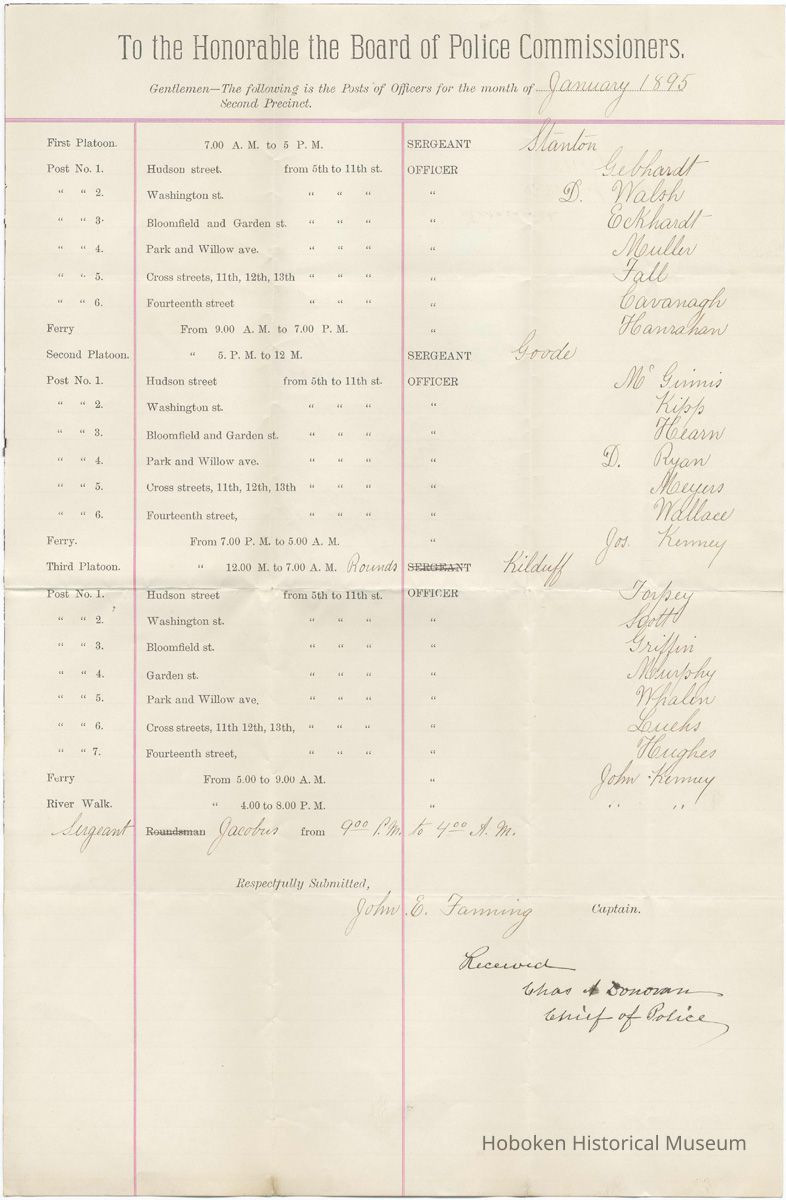 To the Honorable the Board of Police Commissioners.
Gentlemen—The following is the Posts of Officers for the month of January 1895
Second Precinct.
First Platoon. 7.00 A. M. to 5 P. M. SERGEANT Stanton
Post No. 1. Hudson street. from 5th to 11th st. OFFICER Gebhardt
“ “ 2. Washington st. “ “ “ “ D. Walsh
“ “ 3. Bloomfield and Garden st. “ “ “ “ Eckhardt
“ “ 4. Park and Willow ave. “ “ “ “ Muller
“ “ 5. Cross streets, 11th, 12th, 13th “ “ “ “ Fall
“ “ 6. Fourteenth street “ “ “ “ Cavanagh
Ferry From 9.00 A. M. to 7.00 P. M. “ Hanrahan
Second Platoon. “ 5. P. M. to 12 M. SERGEANT Goode
Post No. 1. Hudson street from 5th to 11th st. OFFICER Mc Ginnis
“ “ 2. Washington st. “ “ “ “ Kipp
“ “ 3. Bloomfield and Garden st. “ “ “ “ Hearn
“ “ 4. Park and Willow ave. “ “ “ “ D. Ryan
“ “ 5. Cross streets, 11th, 12th, 13th “ “ “ “ Meyers
“ “ 6. Fourteenth street, “ “ “ “ Wallace
Ferry. From 7.00 P. M. to 5.00 A. M. “ Jos. Kenney
Third Platoon. “ 12.00 M. to 7.00 A. M. Rounds SERGEANT Kilduff
Post No. 1. Hudson street from 5th to 11th st. OFFICER Torpey
“ “ 2. Washington st. “ “ “ “ Scott
“ “ 3. Bloomfield st. “ “ “ “ Griffin
“ “ 4. Garden st. “ “ “ “ Murphy
“ “ 5. Park and Willow ave. “ “ “ “ Whalen
“ “ 6. Cross streets, 11th 12th, 13th, “ “ “ “ Luehs
“ “ 7. Fourteenth street, “ “ “ “ Hughes
Ferry From 5.00 to 9.00 A. M. “ John Kenney
River Walk. “ 4.00 to 8.00 P. M. “ “ “
Sergeant Roundsman Jacobus from 9oo P.M. to 4oo A.M.
Respectfully Submitted,
John E. Fanning Captain.
Received
Chas A Donovan
Chief of Police
Hoboken Historical Museum